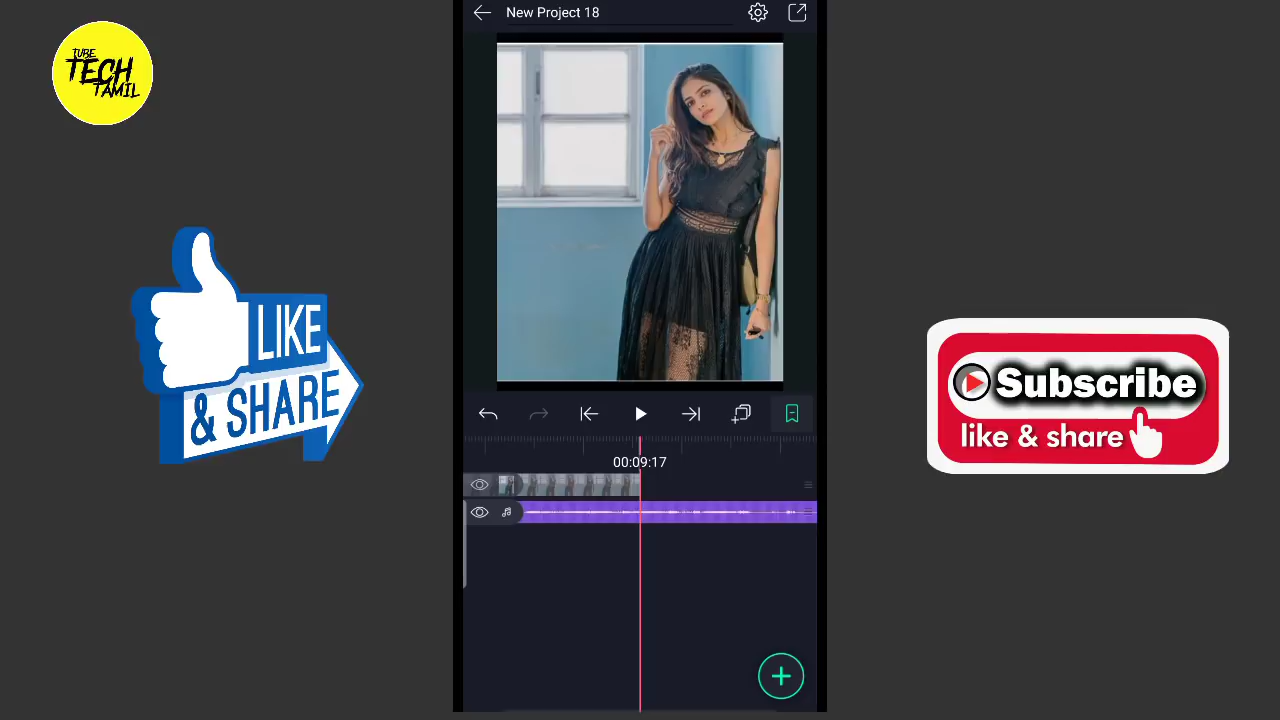 New Project 18
TUBE
TECH
TAMIL
LIKE
& SHARE
Subscribe
like & share
00:09:17